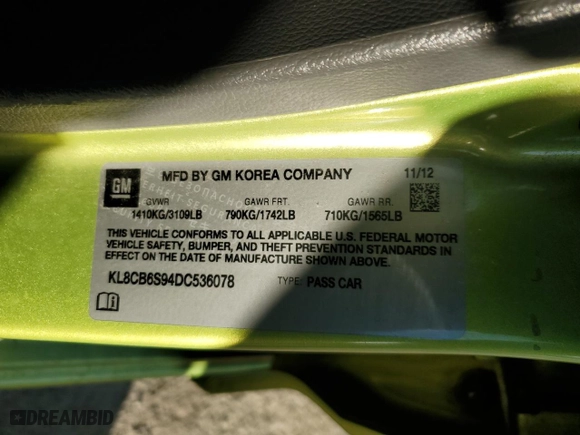 GM
MFD BY GM KOREA COMPANY 11/12
GVWR GAWR FRT. GAWR RR.
1410KG/3109LB 790KG/1742LB 710KG/1565LB
THIS VEHICLE CONFORMS TO ALL APPLICABLE U.S. FEDERAL MOTOR
VEHICLE SAFETY, BUMPER, AND THEFT PREVENTION STANDARDS IN
EFFECT ON THE DATE OF MANUFACTURE SHOWN ABOVE.
KL8CB6S94DC536078 TYPE: PASS CAR
DREAMBID